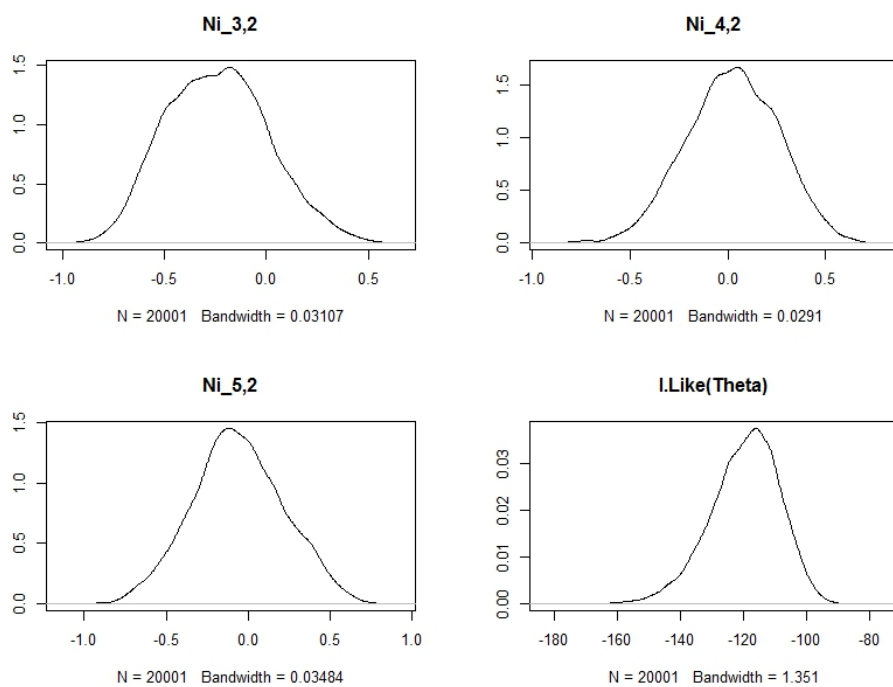 Ni_3,2
1.5
1.0
0.5
0.0
-1.0 -0.5 0.0 0.5
N = 20001 Bandwidth = 0.03107
Ni_4,2
1.5
1.0
0.5
0.0
-1.0 -0.5 0.0 0.5
N = 20001 Bandwidth = 0.0291
Ni_5,2
1.5
1.0
0.5
0.0
-1.0 -0.5 0.0 0.5 1.0
N = 20001 Bandwidth = 0.03484
l.Like(Theta)
0.03
0.02
0.01
0.00
-180 -160 -140 -120 -100 -80
N = 20001 Bandwidth = 1.351